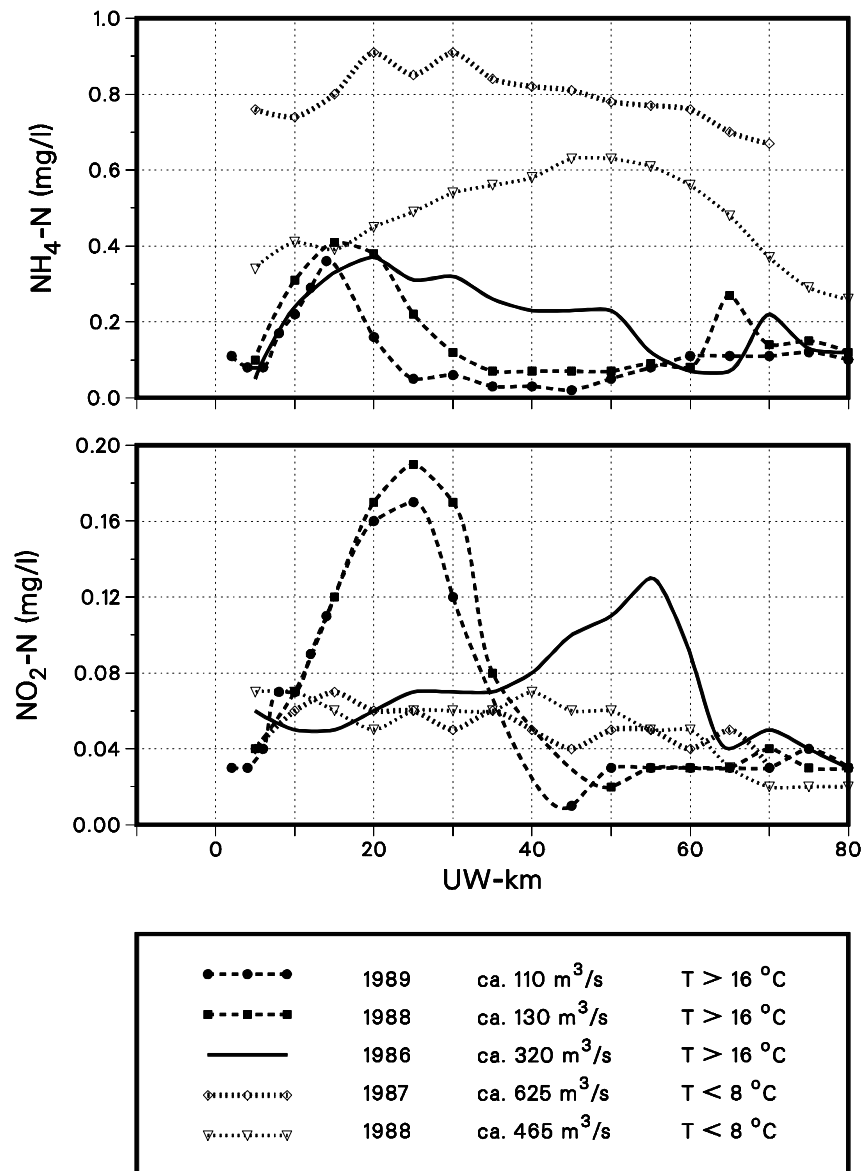 1.0
0.8
0.6
0.4
0.2
0.0
NH₄-N (mg/l)
0.20
0.16
0.12
0.08
0.04
0.00
NO₂-N (mg/l)
0 20 40 60 80
UW-km
1989 ca. 110 m³/s T > 16 °C
1988 ca. 130 m³/s T > 16 °C
1986 ca. 320 m³/s T > 16 °C
1987 ca. 625 m³/s T < 8 °C
1988 ca. 465 m³/s T < 8 °C